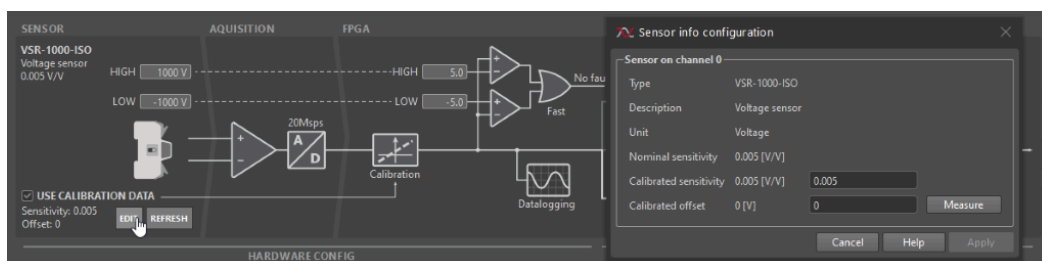 SENSOR
AQUISITION
FPGA
VSR-1000-ISO
Voltage sensor
0.005 V/V
HIGH 1000 V
HIGH 5.0
LOW -1000 V
LOW -5.0
+
-
+
-
No fau
Fast
20Msps
A
D
+
-
Calibration
Datalogging
USE CALIBRATION DATA
Sensitivity: 0.005
Offset: 0
EDIT REFRESH
HARDWARE CONFIG
Sensor info configuration
Sensor on channel 0
Type VSR-1000-ISO
Description Voltage sensor
Unit Voltage
Nominal sensitivity 0.005 [V/V]
Calibrated sensitivity 0.005 [V/V] 0.005
Calibrated offset 0 [V] 0 Measure
Cancel Help Apply